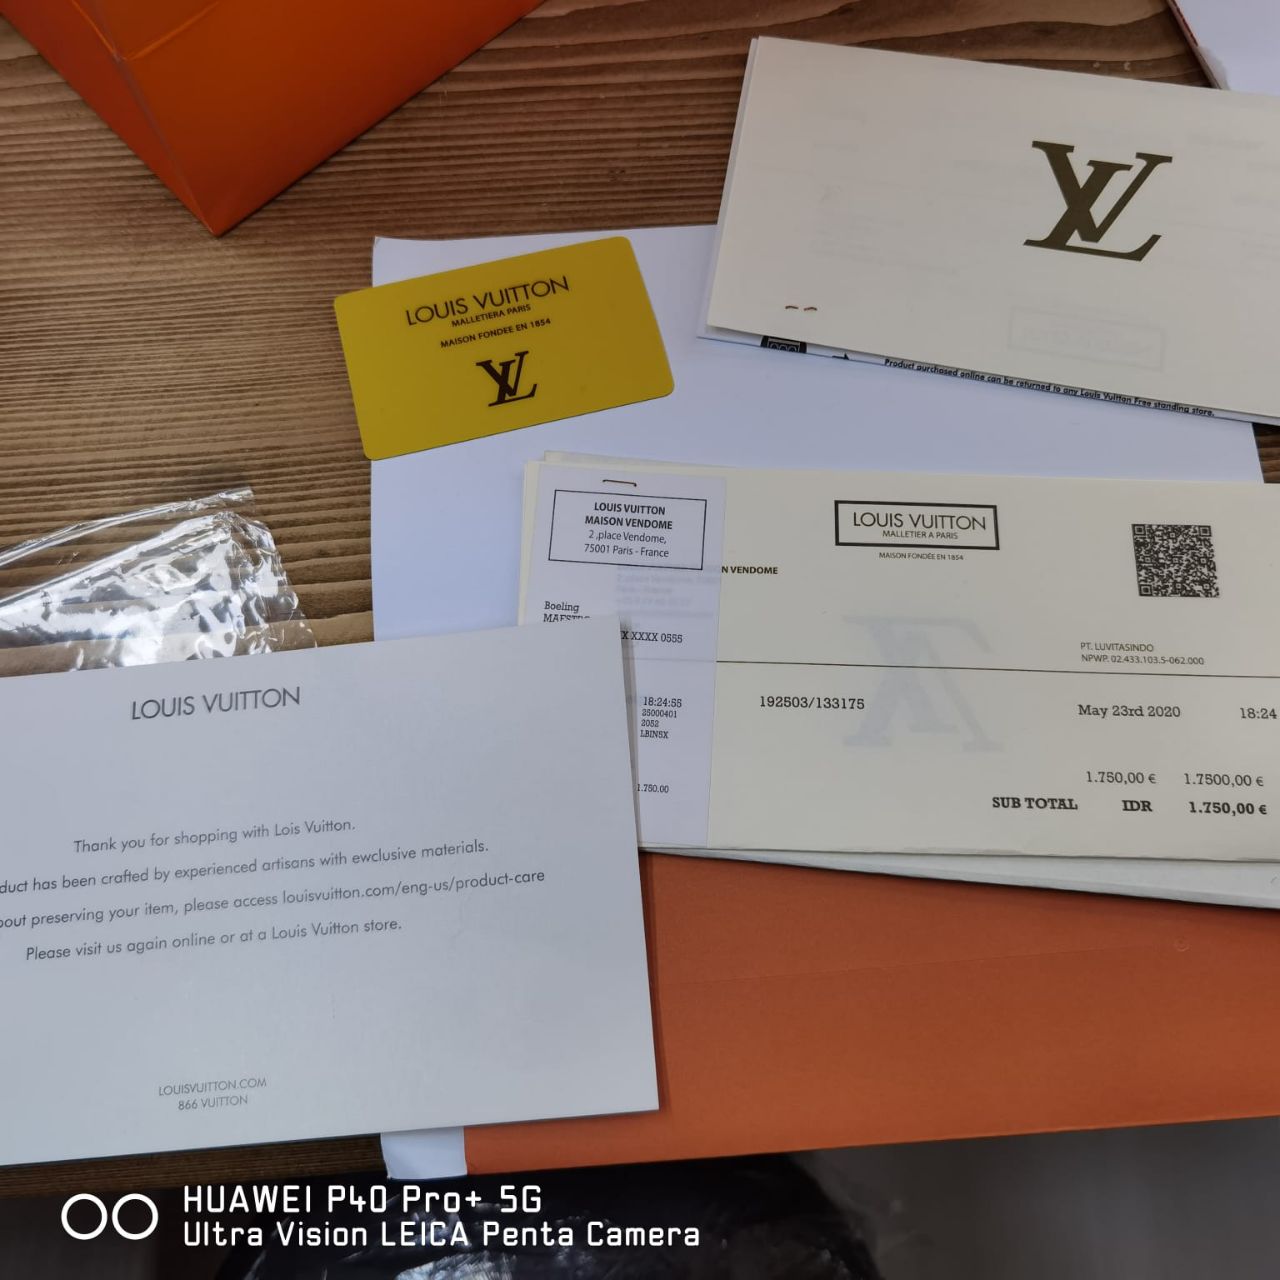 LV
LOUIS VUITTON
MALLETIERA PARIS
MAISON FONDEE EN 1854
LV
Product purchased online can be returned to any Louis Vuitton Free standing store.
LOUIS VUITTON
MAISON VENDOME
2 ,place Vendome,
75001 Paris - France
Boeling
MAESTRO
X XXXX 0555
18:24:55
25000401
2052
LBINSX
1.750.00
LOUIS VUITTON
MALLETIER A PARIS
MAISON FONDÉE EN 1854
N VENDOME
PT. LUVITASINDO
NPWP. 02.433.103.5-062.000
192503/133175 May 23rd 2020 18:24
1.750,00 € 1.7500,00 €
SUB TOTAL IDR 1.750,00 €
LOUIS VUITTON
Thank you for shopping with Lois Vuitton.
duct has been crafted by experienced artisans with ewclusive materials.
bout preserving your item, please access louisvuitton.com/eng-us/product-care
Please visit us again online or at a Louis Vuitton store.
LOUISVUITTON.COM
866 VUITTON
HUAWEI P40 Pro+ 5G
Ultra Vision LEICA Penta Camera